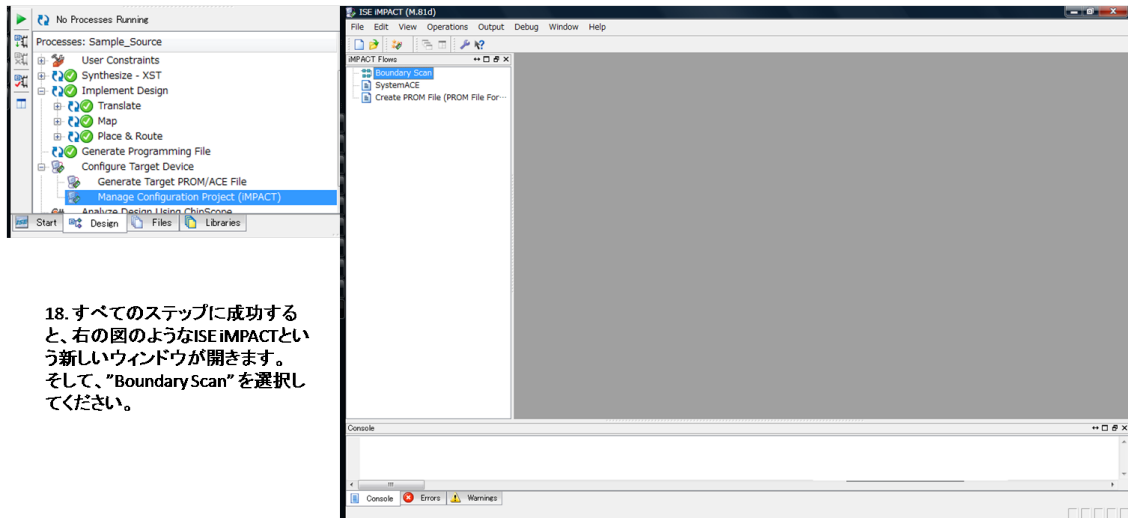 No Processes Running
Processes: Sample_Source
User Constraints
Synthesize - XST
Implement Design
Translate
Map
Place & Route
Generate Programming File
Configure Target Device
Generate Target PROM/ACE File
Manage Configuration Project (iMPACT)
Analyze Design Using ChipScope
Start Design Files Libraries
18. すべてのステップに成功する
と、右の図のようなISE iMPACTとい
う新しいウィンドウが開きます。
そして、”Boundary Scan” を選択し
てください。
ISE iMPACT (M.81d)
File Edit View Operations Output Debug Window Help
iMPACT Flows
Boundary Scan
SystemACE
Create PROM File (PROM File For...
Console
Console Errors Warnings